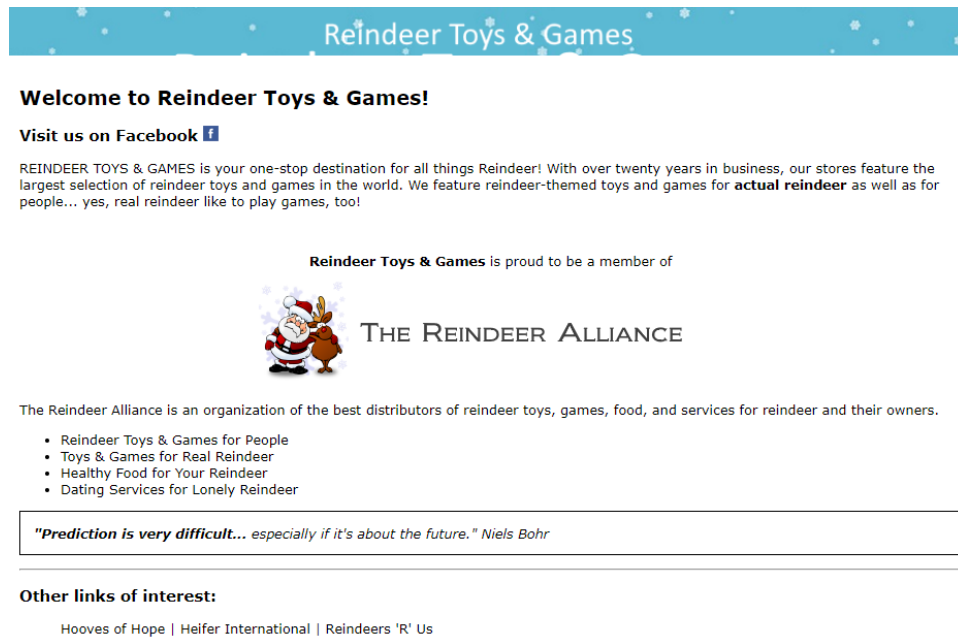 Reindeer Toys & Games
Welcome to Reindeer Toys & Games!
Visit us on Facebook f
REINDEER TOYS & GAMES is your one-stop destination for all things Reindeer! With over twenty years in business, our stores feature the
largest selection of reindeer toys and games in the world. We feature reindeer-themed toys and games for actual reindeer as well as for
people... yes, real reindeer like to play games, too!
Reindeer Toys & Games is proud to be a member of
THE REINDEER ALLIANCE
The Reindeer Alliance is an organization of the best distributors of reindeer toys, games, food, and services for reindeer and their owners.
• Reindeer Toys & Games for People
• Toys & Games for Real Reindeer
• Healthy Food for Your Reindeer
• Dating Services for Lonely Reindeer
"Prediction is very difficult... especially if it's about the future." Niels Bohr
Other links of interest:
Hooves of Hope | Heifer International | Reindeers 'R' Us